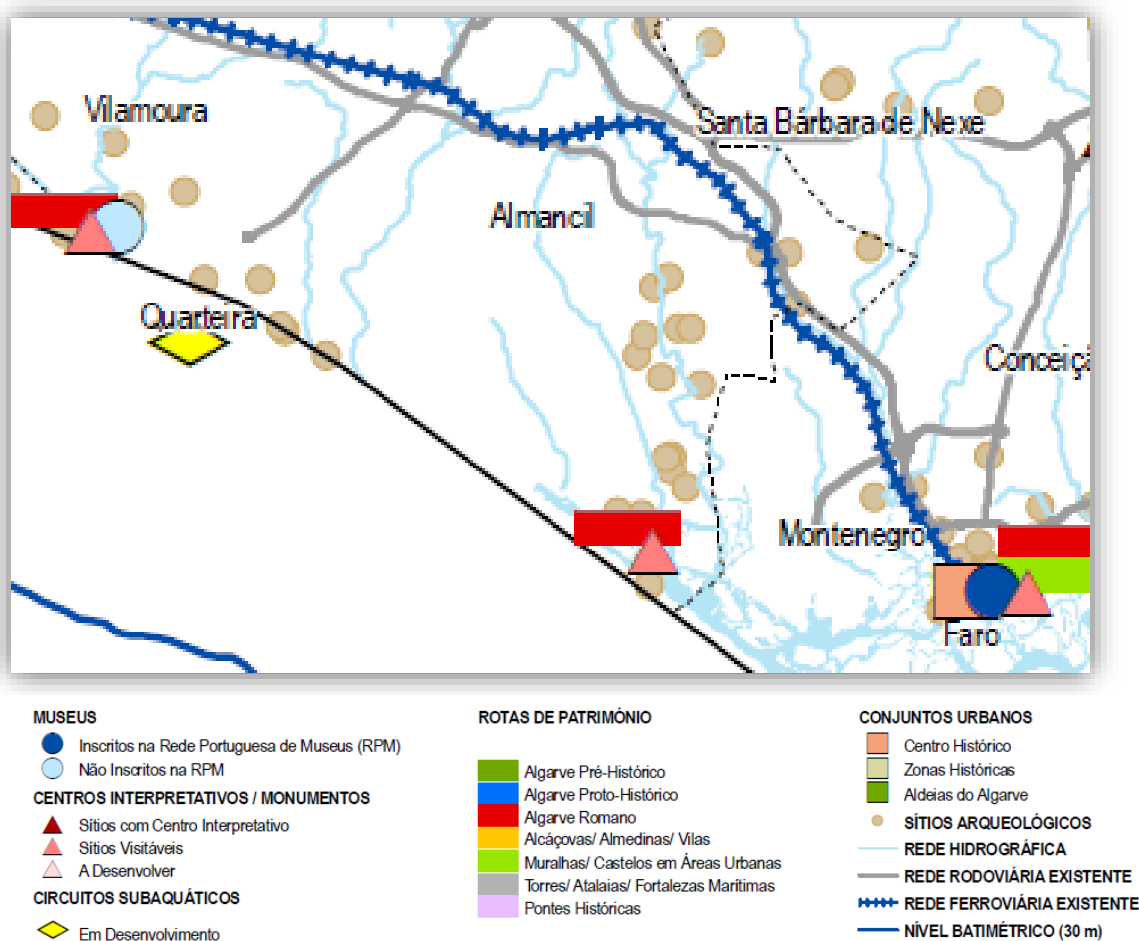 Vilamoura
Santa Bárbara de Nexe
Almancil
Quarteira
Conceiçã
Montenegro
Faro
MUSEUS
Inscritos na Rede Portuguesa de Museus (RPM)
Não Inscritos na RPM
CENTROS INTERPRETATIVOS / MONUMENTOS
Sítios com Centro Interpretativo
Sítios Visitáveis
A Desenvolver
CIRCUITOS SUBAQUÁTICOS
Em Desenvolvimento
ROTAS DE PATRIMÓNIO
Algarve Pré-Histórico
Algarve Proto-Histórico
Algarve Romano
Alcáçovas/ Almedinas/ Vilas
Muralhas/ Castelos em Áreas Urbanas
Torres/ Atalaias/ Fortalezas Marítimas
Pontes Históricas
CONJUNTOS URBANOS
Centro Histórico
Zonas Históricas
Aldeias do Algarve
SÍTIOS ARQUEOLÓGICOS
REDE HIDROGRÁFICA
REDE RODOVIÁRIA EXISTENTE
REDE FERROVIÁRIA EXISTENTE
NÍVEL BATIMÉTRICO (30 m)